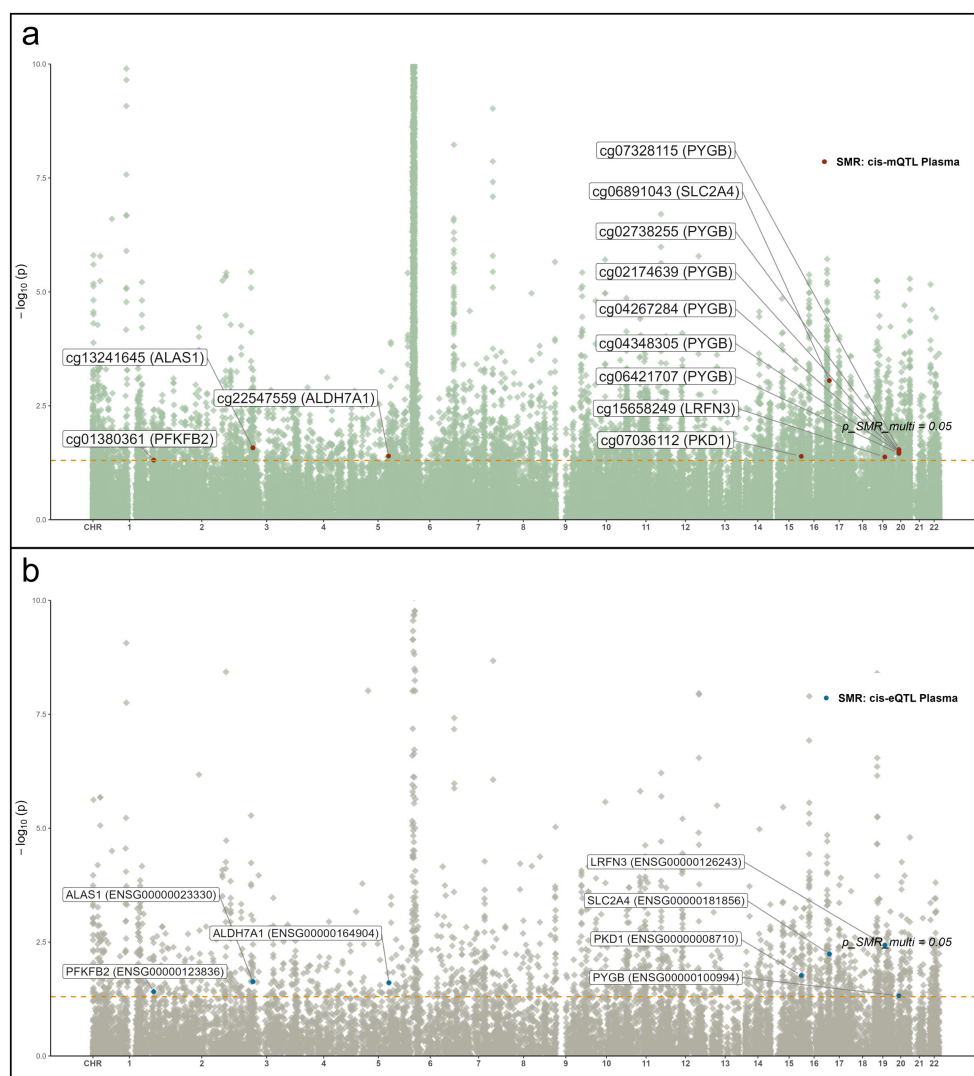 a
10.0
cg07328115 (PYGB)
SMR: cis-mQTL Plasma
cg06891043 (SLC2A4)
7.5
cg02738255 (PYGB)
cg02174639 (PYGB)
− log10 (p)
5.0
cg04267284 (PYGB)
cg04348305 (PYGB)
cg13241645 (ALAS1)
cg06421707 (PYGB)
cg22547559 (ALDH7A1)
cg15658249 (LRFN3)
2.5
p_SMR_multi = 0.05
cg01380361 (PFKFB2)
cg07036112 (PKD1)
0.0
CHR 1 2 3 4 5 6 7 8 9 10 11 12 13 14 15 16 17 18 19 20 21 22
b
10.0
SMR: cis-eQTL Plasma
7.5
− log10 (p)
5.0
LRFN3 (ENSG00000126243)
ALAS1 (ENSG00000023330)
SLC2A4 (ENSG00000181856)
ALDH7A1 (ENSG00000164904)
PKD1 (ENSG00000008710)
2.5
p_SMR_multi = 0.05
PFKFB2 (ENSG00000123836)
PYGB (ENSG00000100994)
0.0
CHR 1 2 3 4 5 6 7 8 9 10 11 12 13 14 15 16 17 18 19 20 21 22